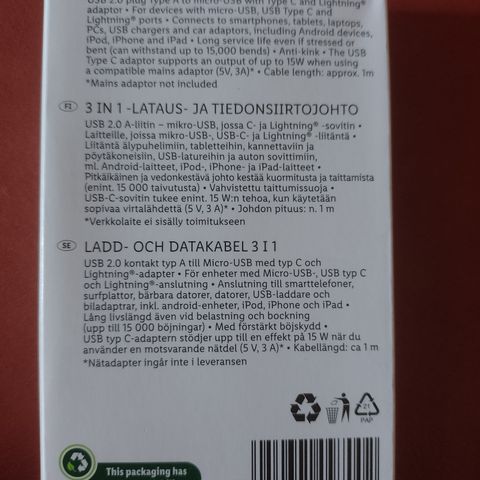 USB 2.0 plug Type A to micro-USB with Type C and Lightning®
adaptor • For devices with micro-USB, USB Type C and
Lightning® ports • Connects to smartphones, tablets, laptops,
PCs, USB chargers and car adaptors, including Android devices,
iPod, iPhone and iPad • Long service life even if stressed or
bent (can withstand up to 15,000 bends) • Anti-kink • The USB
Type C adaptor supports an output of up to 15W when using
a compatible mains adaptor (5V, 3A)* • Cable length: approx. 1m
*Mains adaptor not included
FI 3 IN 1 -LATAUS- JA TIEDONSIIRTOJOHTO
USB 2.0 A-liitin – mikro-USB, jossa C- ja Lightning® -sovitin •
Laitteille, joissa mikro-USB-, USB-C- ja Lightning® -liitäntä •
Liitäntä älypuhelimiin, tabletteihin, kannettaviin ja
pöytäkoneisiin, USB-latureihin ja auton sovittimiin,
ml. Android-laitteet, iPod-, iPhone- ja iPad-laitteet •
Pitkäikäinen ja vedonkestävä johto kestää kuormitusta ja taittamista
(enint. 15 000 taivutusta) • Vahvistettu taittumissuoja •
USB-C-sovitin tukee enint. 15 W:n tehoa, kun käytetään
sopivaa virtalähdettä (5 V, 3 A)* • Johdon pituus: n. 1 m
*Verkkolaite ei sisälly toimitukseen
SE LADD- OCH DATAKABEL 3 I 1
USB 2.0 kontakt typ A till Micro-USB med typ C och
Lightning®-adapter • För enheter med Micro-USB-, USB typ C
och Lightning®-anslutning • Anslutning till smarttelefoner,
surfplattor, bärbara datorer, datorer, USB-laddare och
biladaptrar, inkl. android-enheter, iPod, iPhone och iPad •
Lång livslängd även vid belastning och bockning
(upp till 15 000 böjningar) • Med förstärkt böjskydd •
USB typ C-adaptern stödjer upp till en effekt på 15 W när du
använder en motsvarande nätdel (5 V, 3 A)* • Kabellängd: ca 1 m
*Nätadapter ingår inte i leveransen
21
PAP
This packaging has